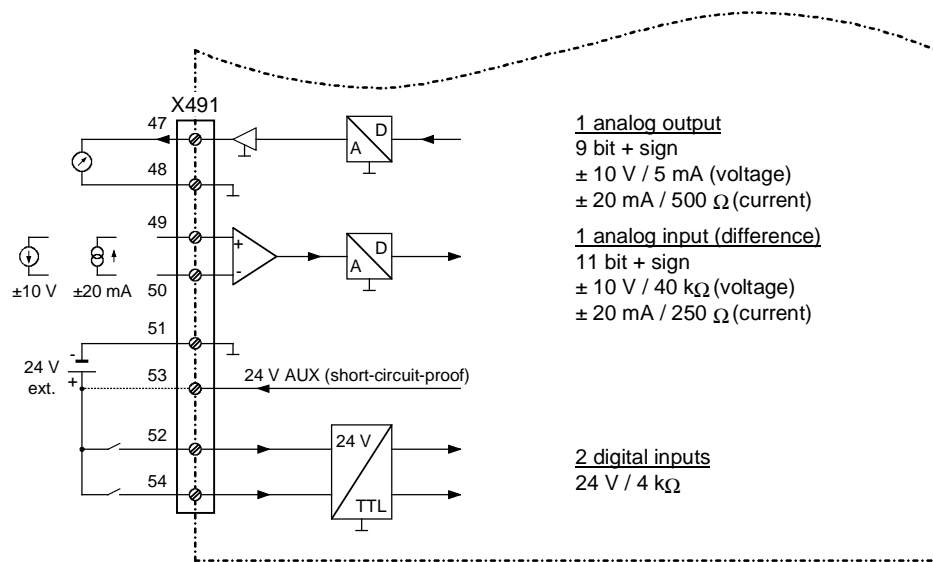 X491
47
48
49
50
51
53
52
54
D
A
+
-
D
A
±10 V
±20 mA
-
24 V
+
ext.
24 V AUX (short-circuit-proof)
24 V
TTL
1 analog output
9 bit + sign
± 10 V / 5 mA (voltage)
± 20 mA / 500 Ω (current)
1 analog input (difference)
11 bit + sign
± 10 V / 40 kΩ (voltage)
± 20 mA / 250 Ω (current)
2 digital inputs
24 V / 4 kΩ